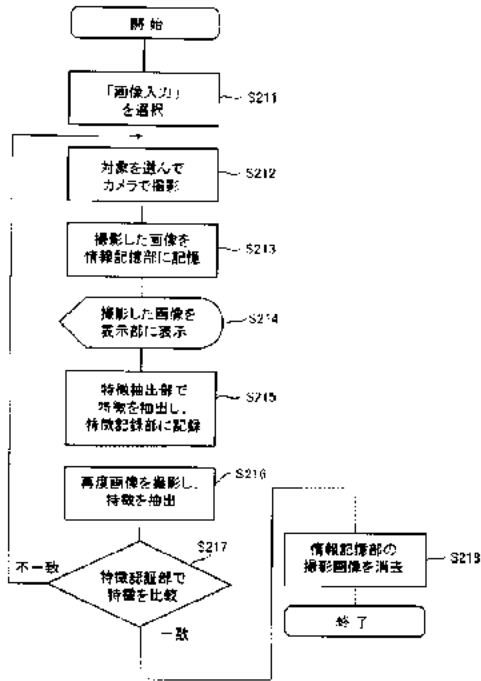 開始
「画像入力」
を選択
S211
対象を選んで
カメラで撮影
S212
撮影した画像を
情報記憶部に記憶
S213
撮影した画像を
表示部に表示
S214
特徴抽出部で
特徴を抽出し、
特徴記録部に記録
S215
再度画像を撮影し、
特徴を抽出
S216
特徴認証部で
特徴を比較
S217
不一致
一致
情報記憶部の
撮影画像を消去
S218
終了